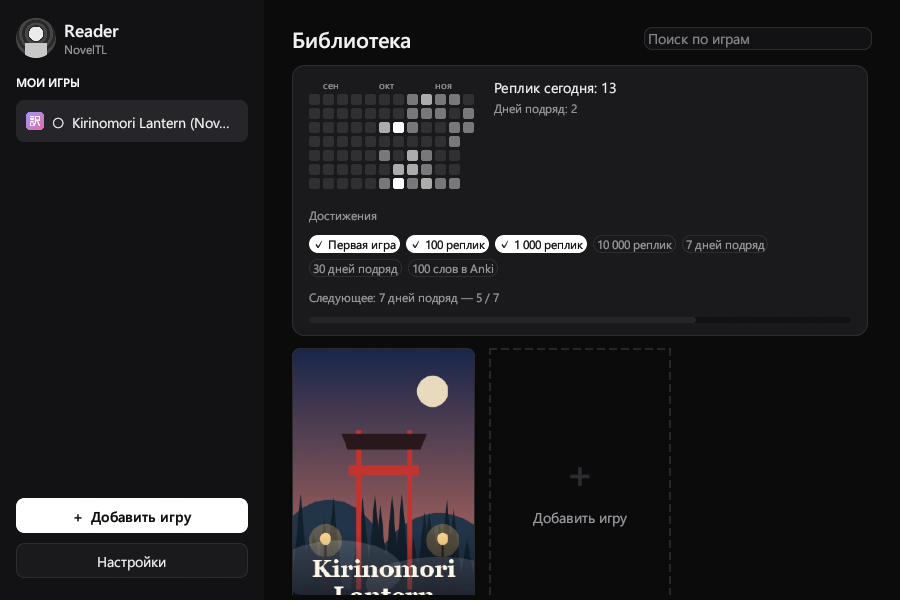 Reader
NovelTL
МОИ ИГРЫ
訳
Kirinomori Lantern (Nov...
+ Добавить игру
Настройки
Библиотека
Поиск по играм
сен окт ноя
Реплик сегодня: 13
Дней подряд: 2
Достижения
✓ Первая игра ✓ 100 реплик ✓ 1 000 реплик 10 000 реплик 7 дней подряд
30 дней подряд 100 слов в Anki
Следующее: 7 дней подряд — 5 / 7
Kirinomori
Lantern
+
Добавить игру